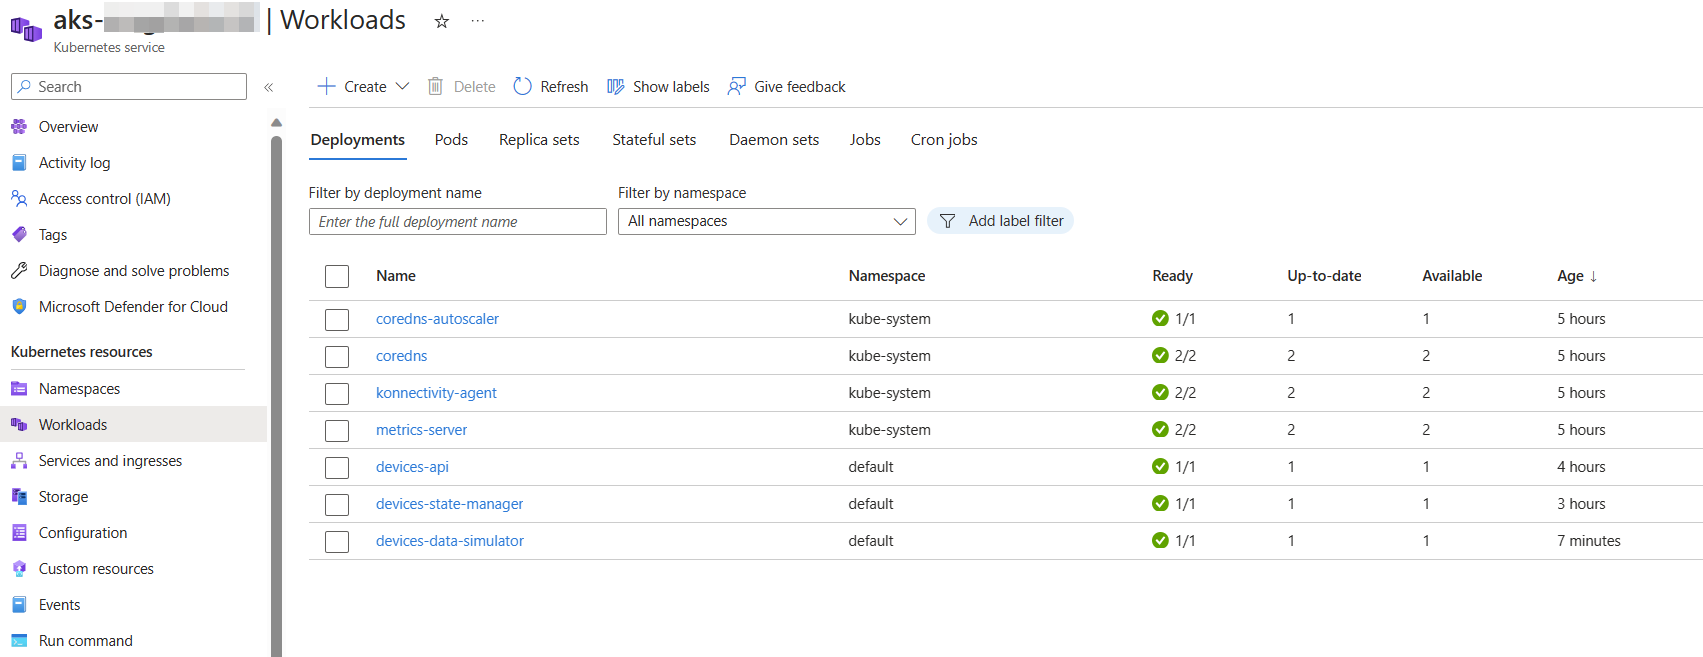 aks- | Workloads
Kubernetes service
Search
Overview
Activity log
Access control (IAM)
Tags
Diagnose and solve problems
Microsoft Defender for Cloud
Kubernetes resources
Namespaces
Workloads
Services and ingresses
Storage
Configuration
Custom resources
Events
Run command
Create Delete Refresh Show labels Give feedback
Deployments Pods Replica sets Stateful sets Daemon sets Jobs Cron jobs
Filter by deployment name Filter by namespace
Enter the full deployment name All namespaces Add label filter
Name Namespace Ready Up-to-date Available Age ↓
coredns-autoscaler kube-system 1/1 1 1 5 hours
coredns kube-system 2/2 2 2 5 hours
konnectivity-agent kube-system 2/2 2 2 5 hours
metrics-server kube-system 2/2 2 2 5 hours
devices-api default 1/1 1 1 4 hours
devices-state-manager default 1/1 1 1 3 hours
devices-data-simulator default 1/1 1 1 7 minutes